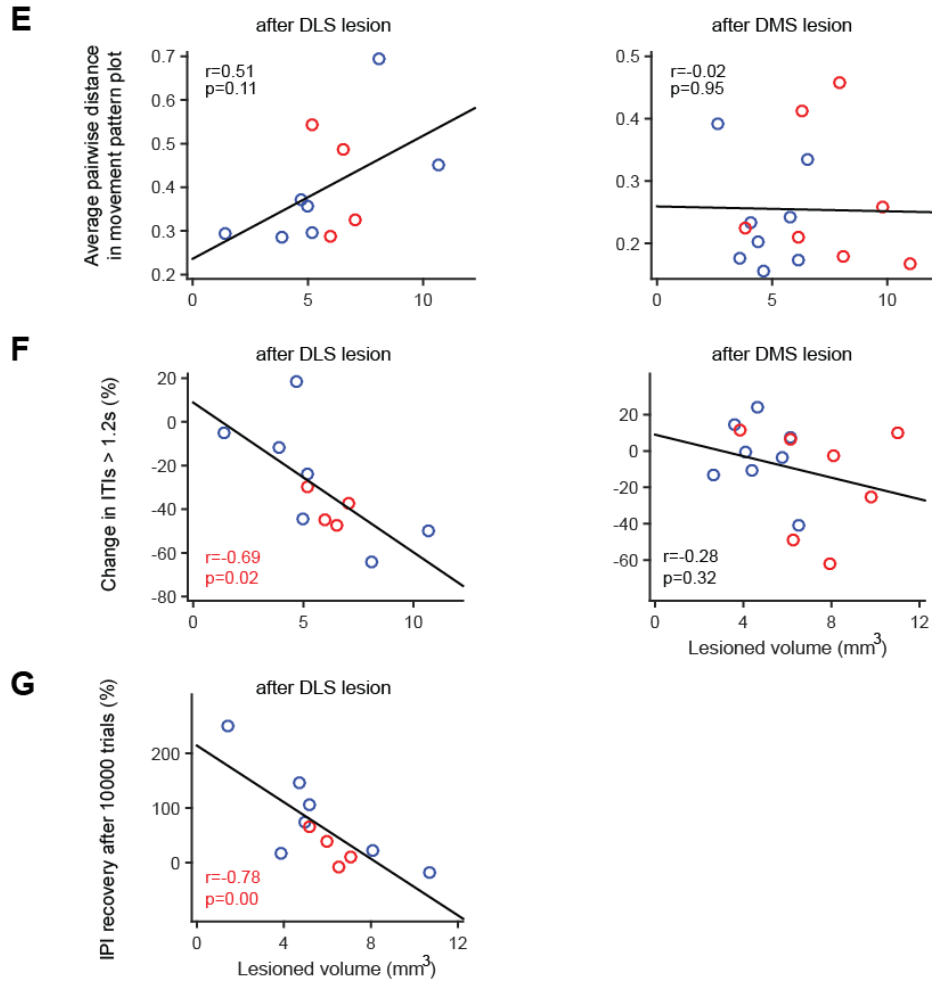 E
after DLS lesion
after DMS lesion
Average pairwise distance
in movement pattern plot
0.7
0.6
0.5
0.4
0.3
0.2
r=0.51
p=0.11
0
5
10
0.5
0.4
0.3
0.2
r=-0.02
p=0.95
0
5
10
F
after DLS lesion
after DMS lesion
Change in ITIs > 1.2s (%)
20
0
-20
-40
-60
-80
r=-0.69
p=0.02
0
5
10
20
0
-20
-40
-60
r=-0.28
p=0.32
0
4
8
12
Lesioned volume (mm3)
G
after DLS lesion
IPI recovery after 10000 trials (%)
200
100
0
r=-0.78
p=0.00
0
4
8
12
Lesioned volume (mm3)